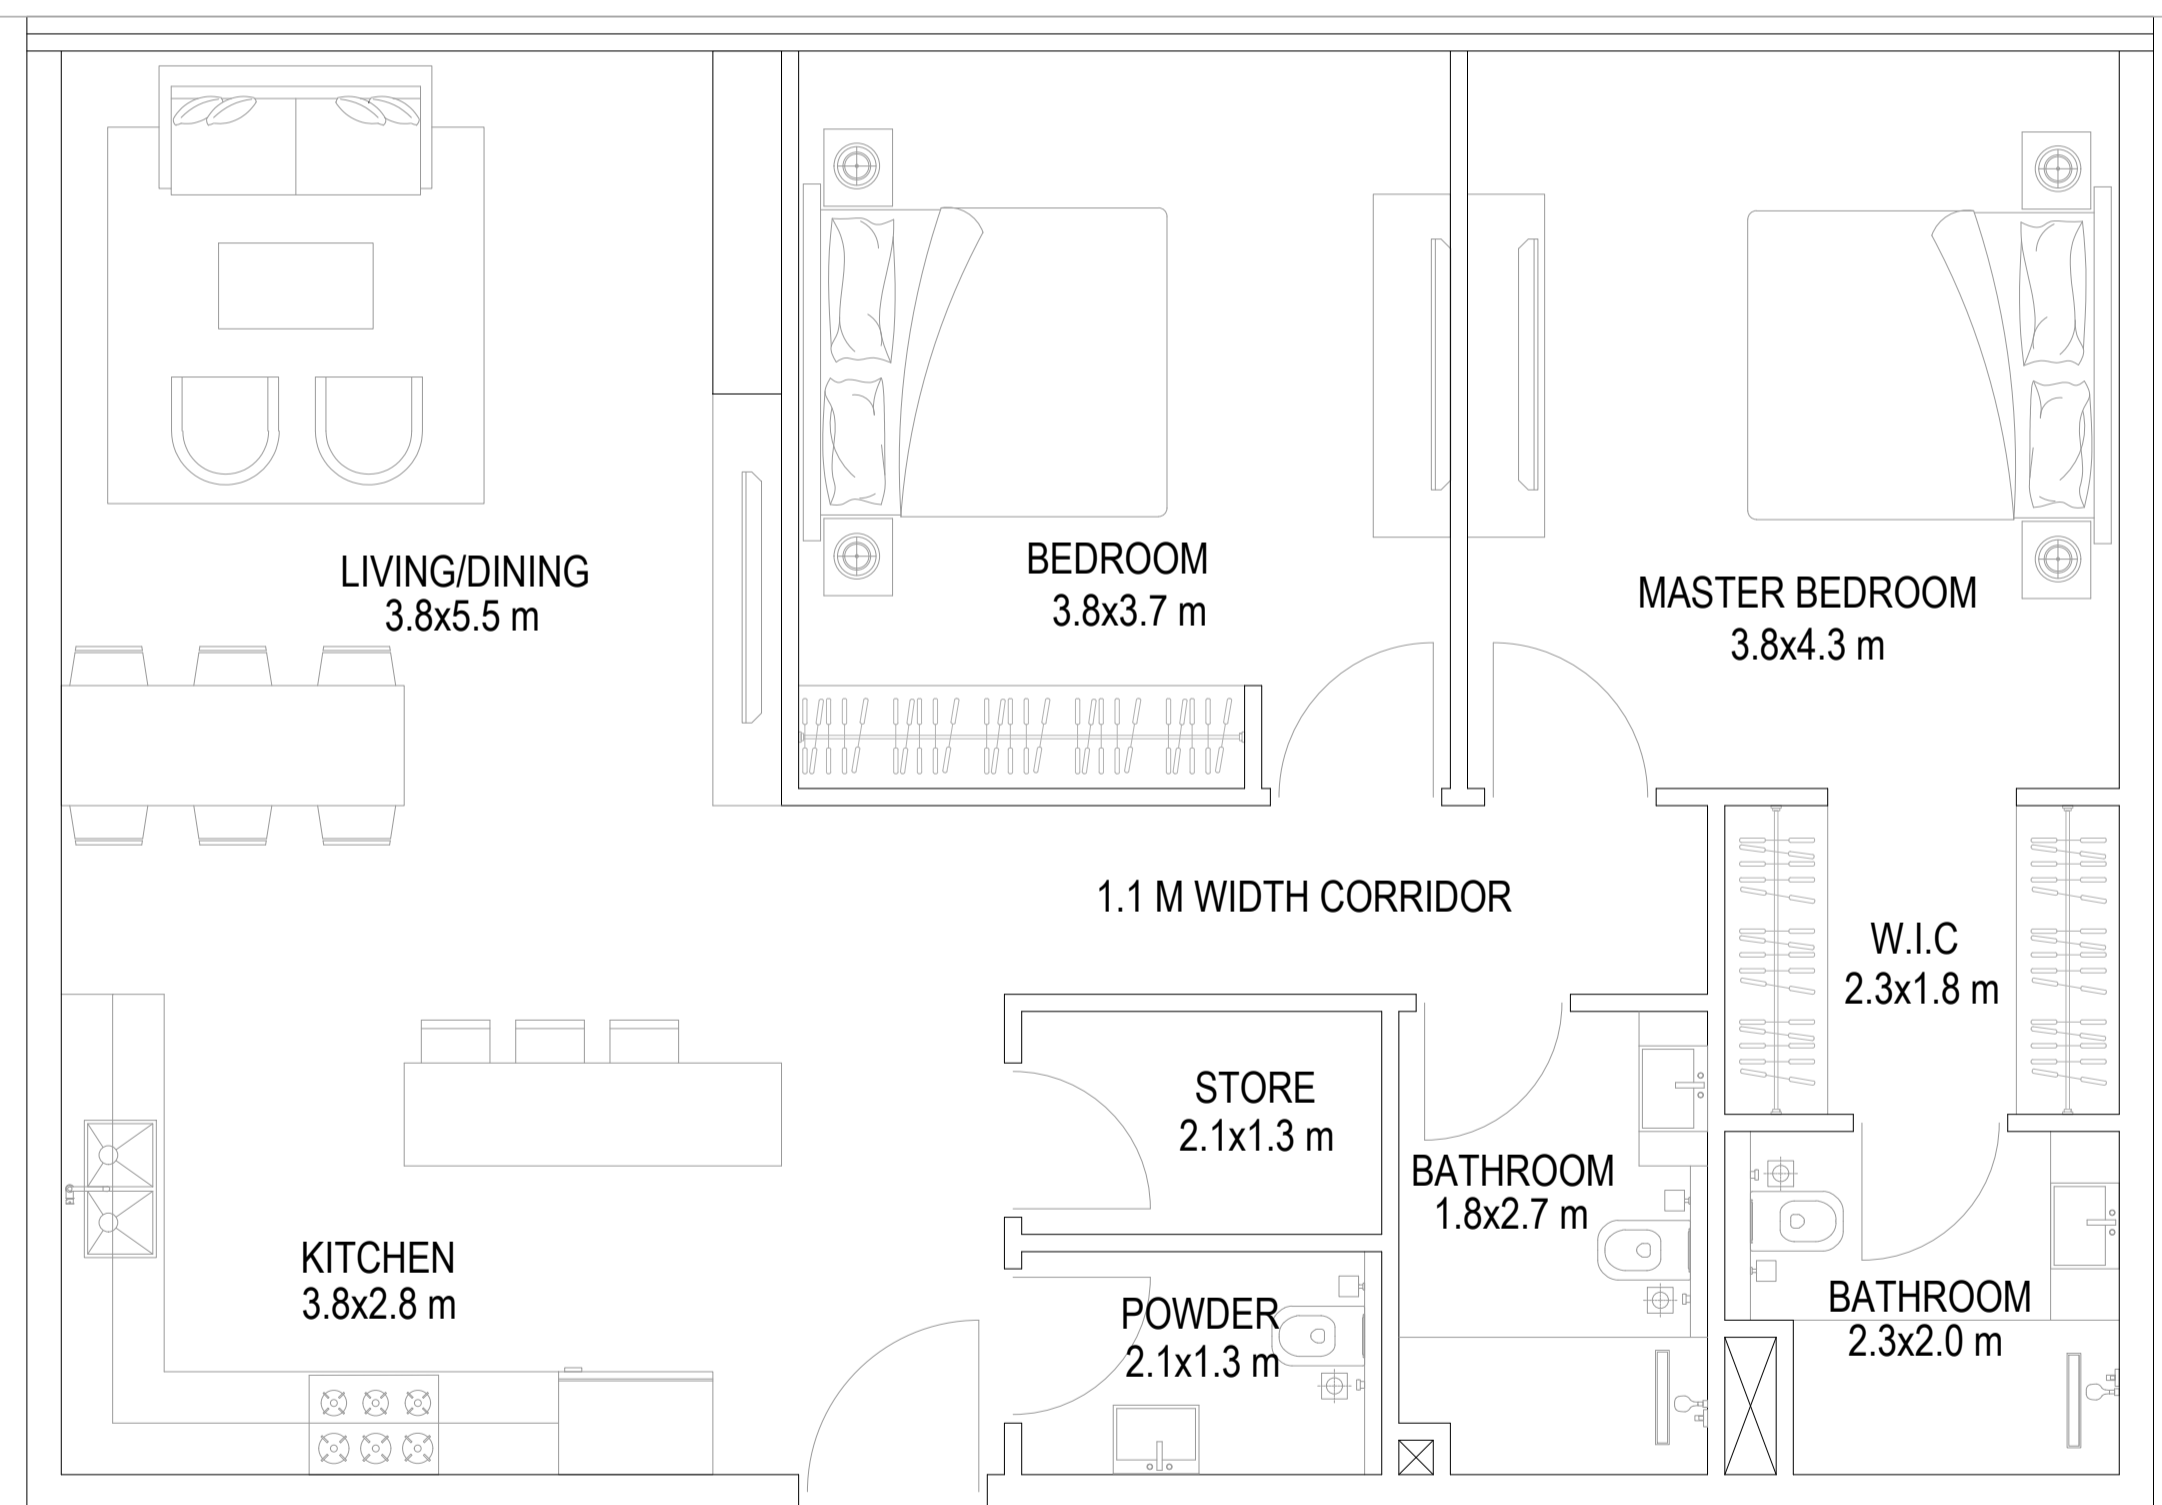 LIVING/DINING
3.8x5.5 m
BEDROOM
3.8x3.7 m
MASTER BEDROOM
3.8x4.3 m
1.1 M WIDTH CORRIDOR
W.I.C
2.3x1.8 m
STORE
2.1x1.3 m
BATHROOM
1.8x2.7 m
KITCHEN
3.8x2.8 m
POWDER
2.1x1.3 m
BATHROOM
2.3x2.0 m